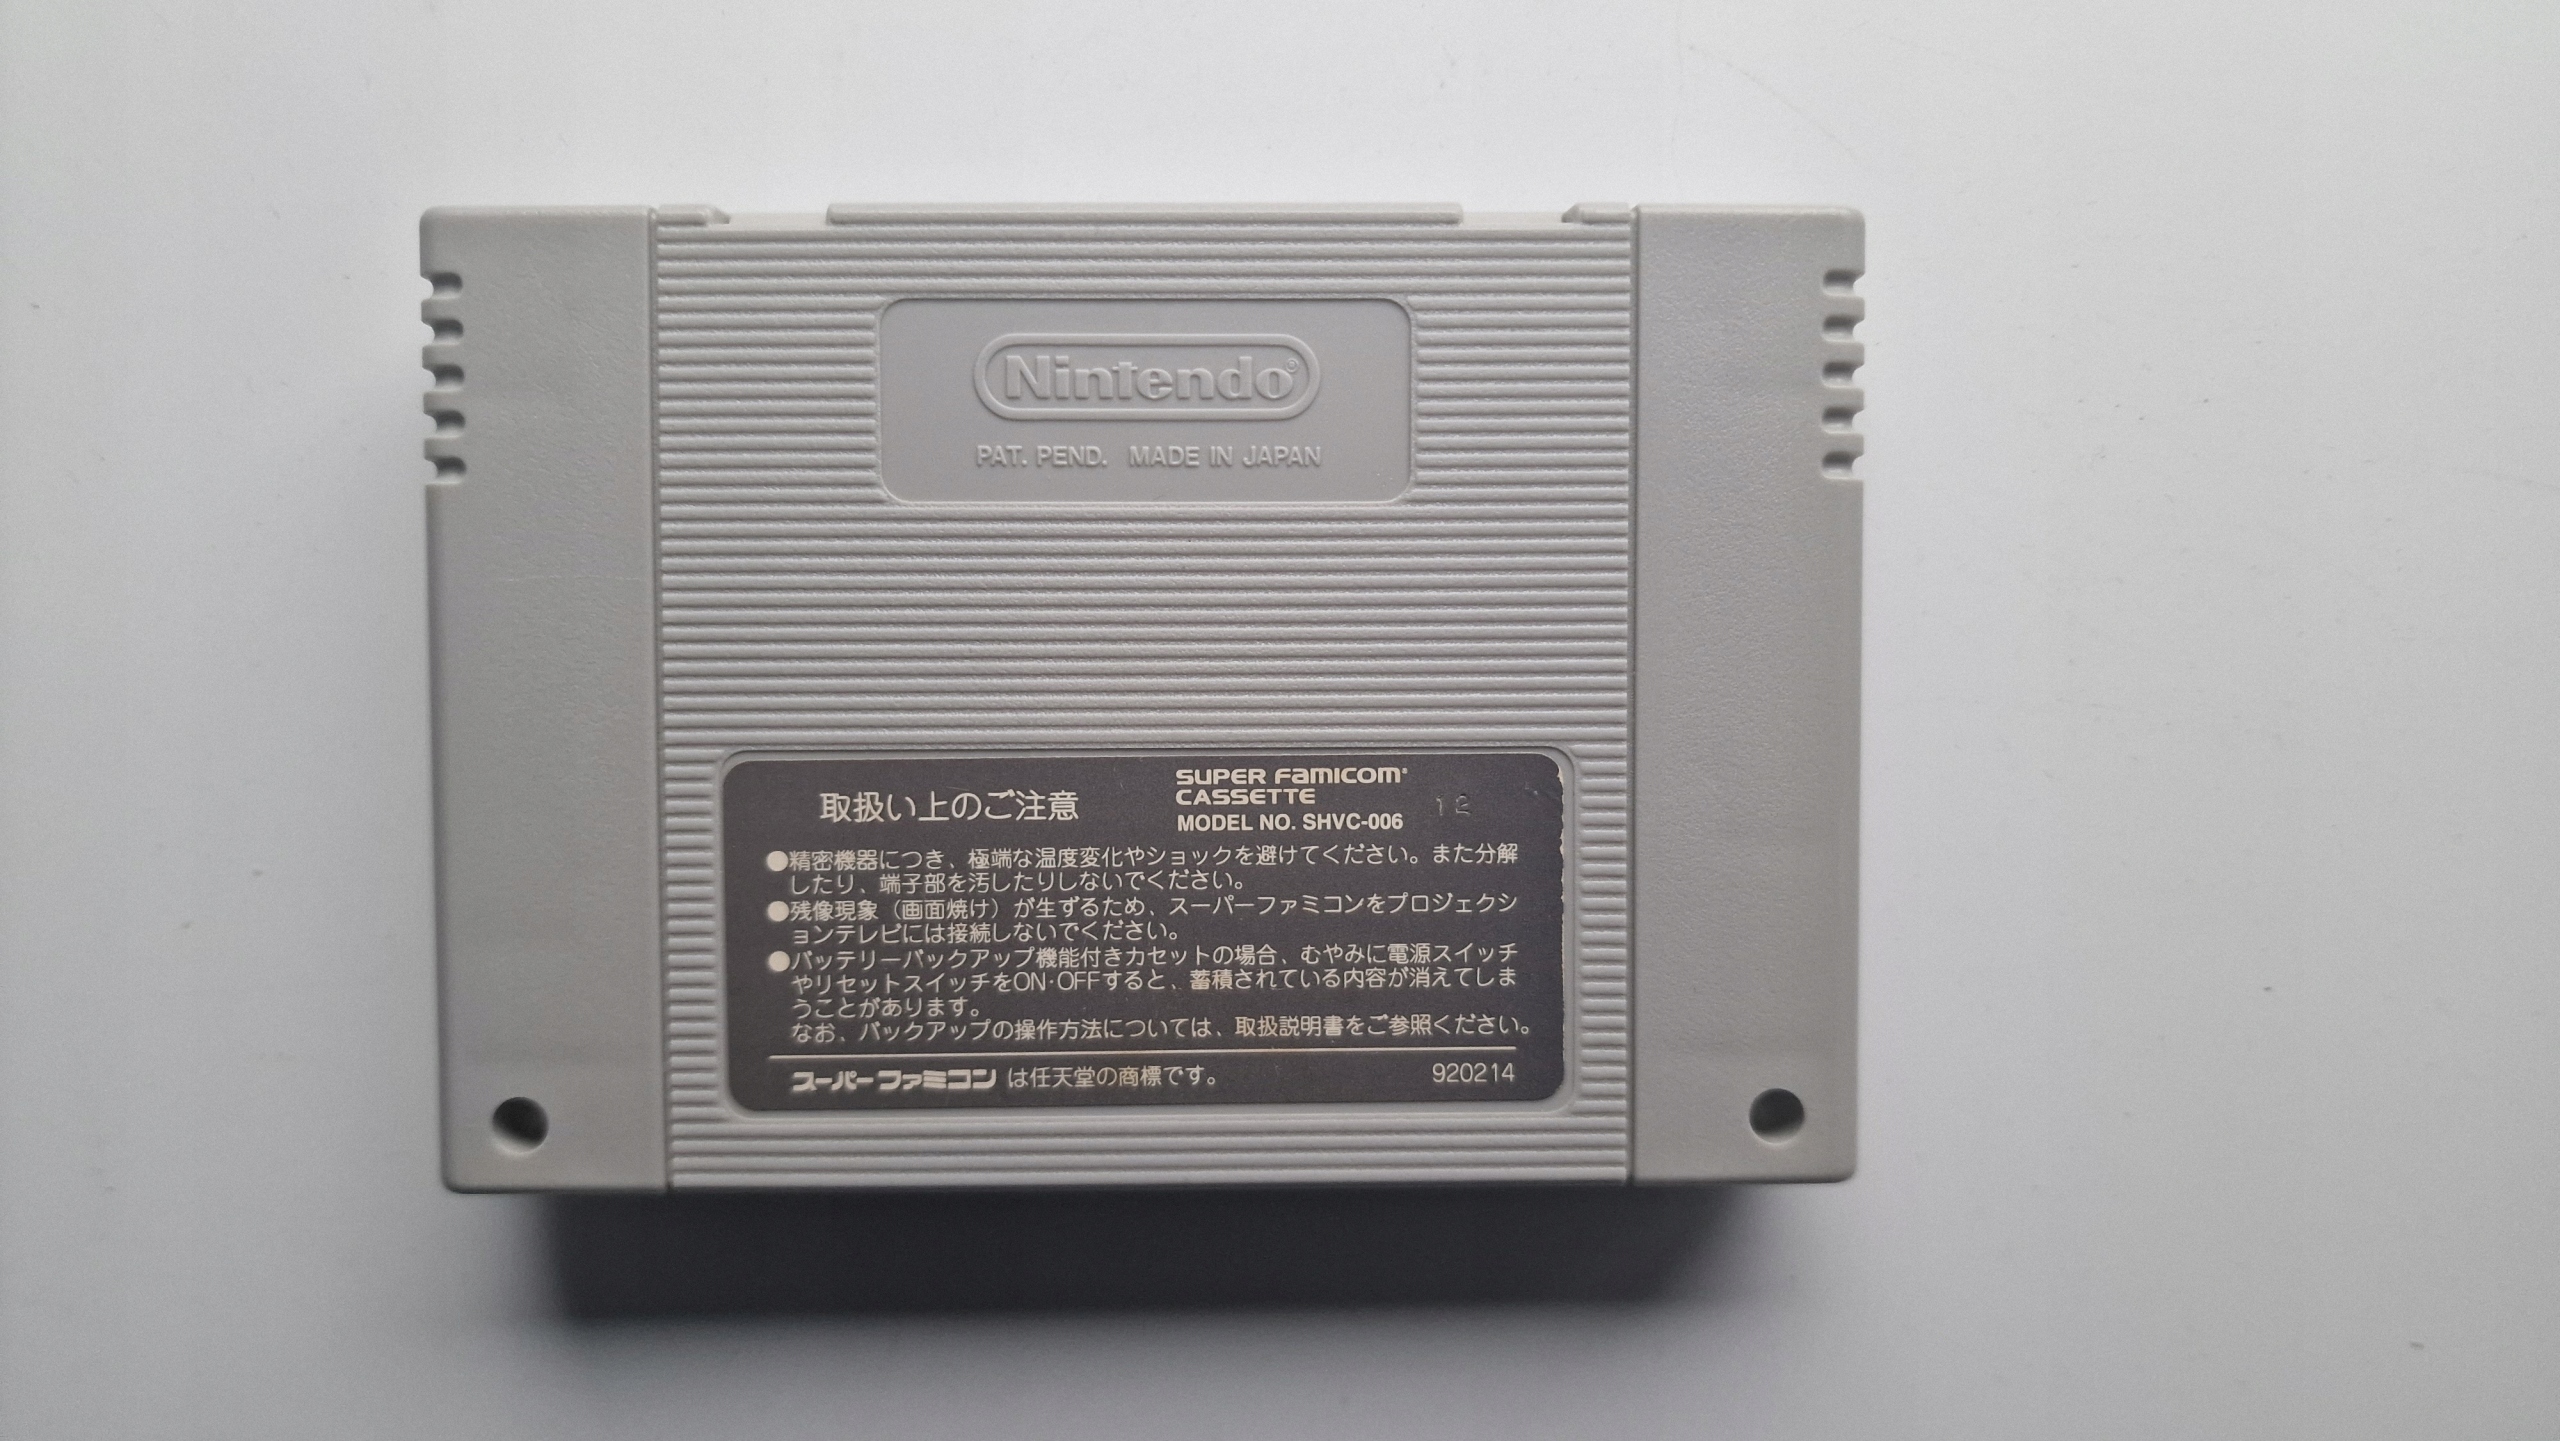 Nintendo®
PAT. PEND. MADE IN JAPAN
取扱い上のご注意
SUPER FAMICOM
CASSETTE
MODEL NO. SHVC-006
12
●精密機器につき、極端な温度変化やショックを避けてください。また分解
したり、端子部を汚したりしないでください。
●残像現象（画面焼け）が生ずるため、スーパーファミコンをプロジェクシ
ョンテレビには接続しないでください。
●バッテリーバックアップ機能付きカセットの場合、むやみに電源スイッチ
やリセットスイッチをON·OFFすると、蓄積されている内容が消えてしま
うことがあります。
なお、バックアップの操作方法については、取扱説明書をご参照ください。
スーパーファミコン は任天堂の商標です。
920214